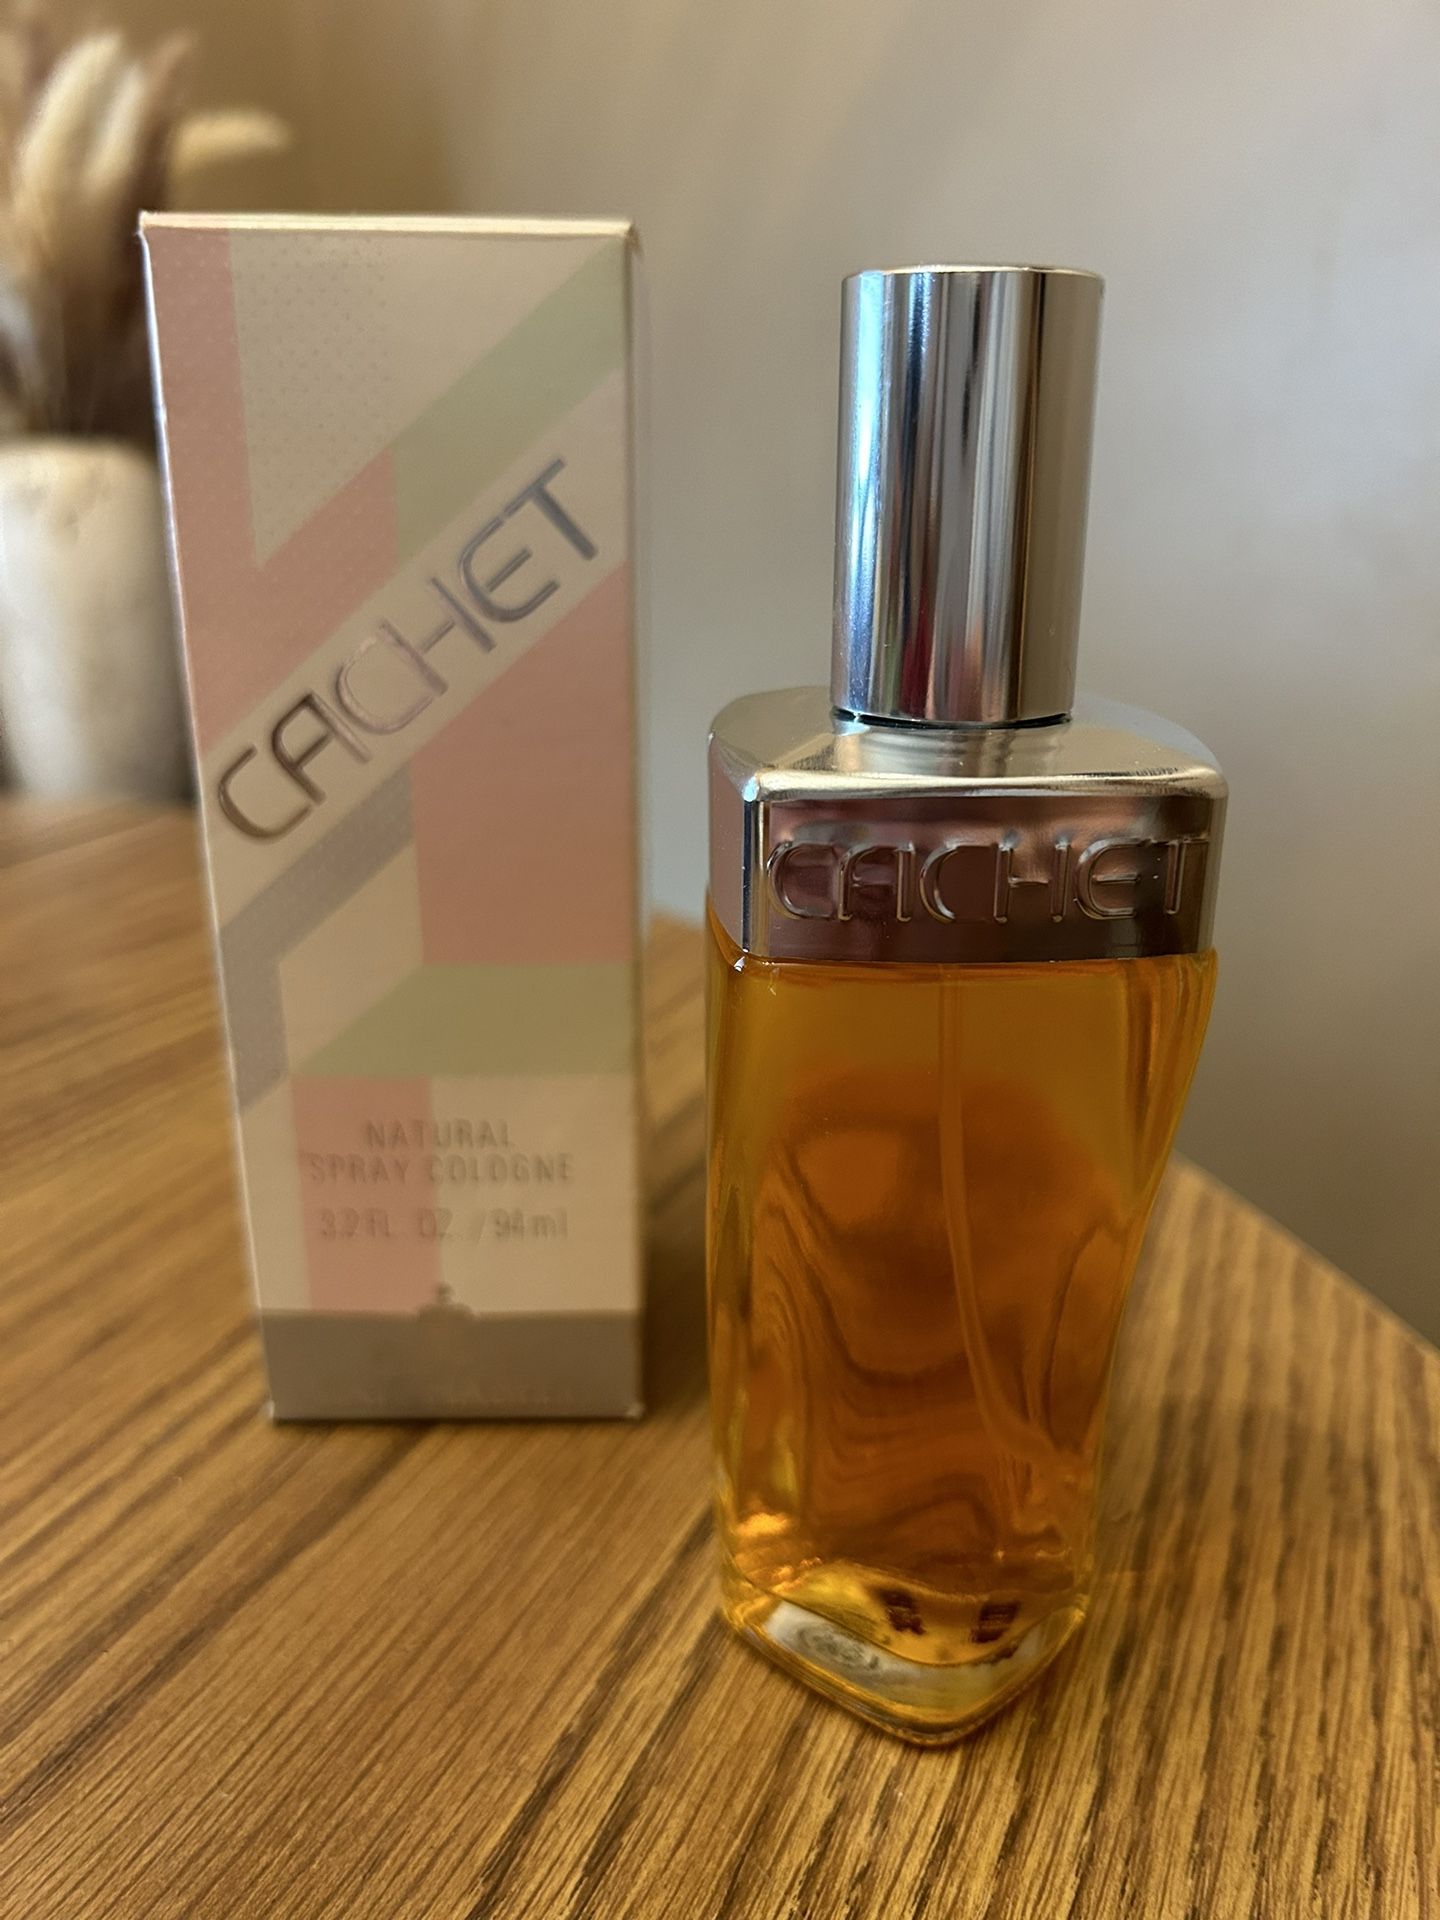 CACHET
NATURAL
SPRAY COLOGNE
3.2 FL. OZ. / 94 ml
CACHET